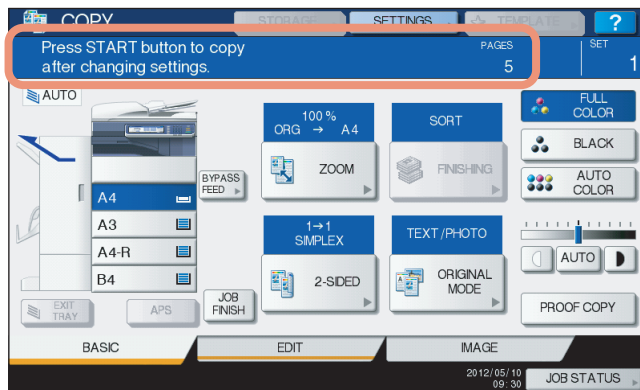 COPY
STORAGE
SETTINGS
TEMPLATE
?
Press START button to copy
after changing settings.
PAGES
5
SET
1
AUTO
100 %
ORG → A4
ZOOM
SORT
FINISHING
FULL
COLOR
BLACK
AUTO
COLOR
BYPASS
FEED
A4
A3
A4-R
B4
1→1
SIMPLEX
2-SIDED
TEXT/PHOTO
ORIGINAL
MODE
AUTO
EXIT
TRAY
APS
JOB
FINISH
PROOF COPY
BASIC
EDIT
IMAGE
2012/05/10
09:30
JOB STATUS